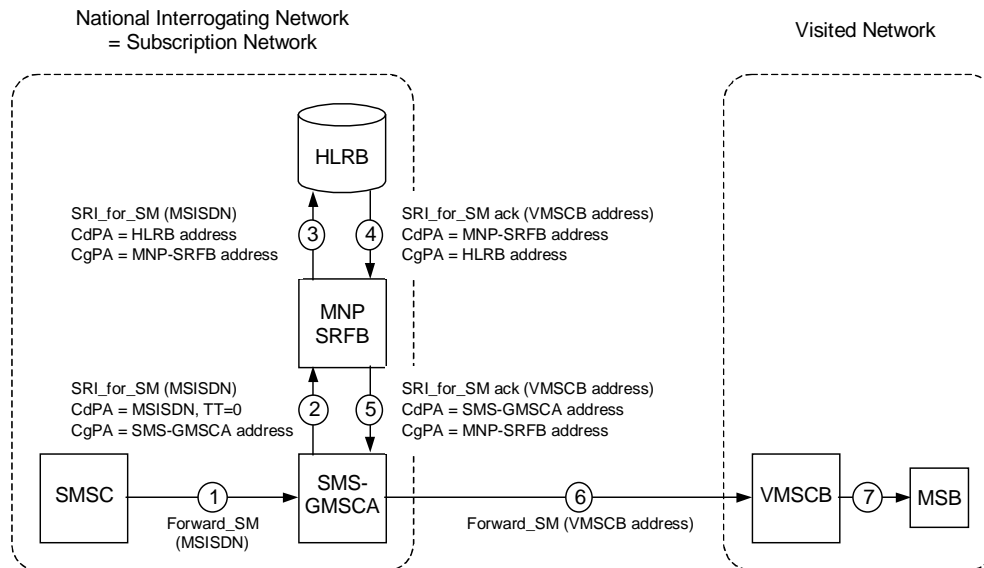 National Interrogating Network
= Subscription Network
Visited Network
HLRB
SRI_for_SM (MSISDN)
CdPA = HLRB address
CgPA = MNP-SRFB address
3
4
SRI_for_SM ack (VMSCB address)
CdPA = MNP-SRFB address
CgPA = HLRB address
MNP
SRFB
SRI_for_SM (MSISDN)
CdPA = MSISDN, TT=0
CgPA = SMS-GMSCA address
2
5
SRI_for_SM ack (VMSCB address)
CdPA = SMS-GMSCA address
CgPA = MNP-SRFB address
SMSC
1
Forward_SM
(MSISDN)
SMS-
GMSCA
6
Forward_SM (VMSCB address)
VMSCB
7
MSB